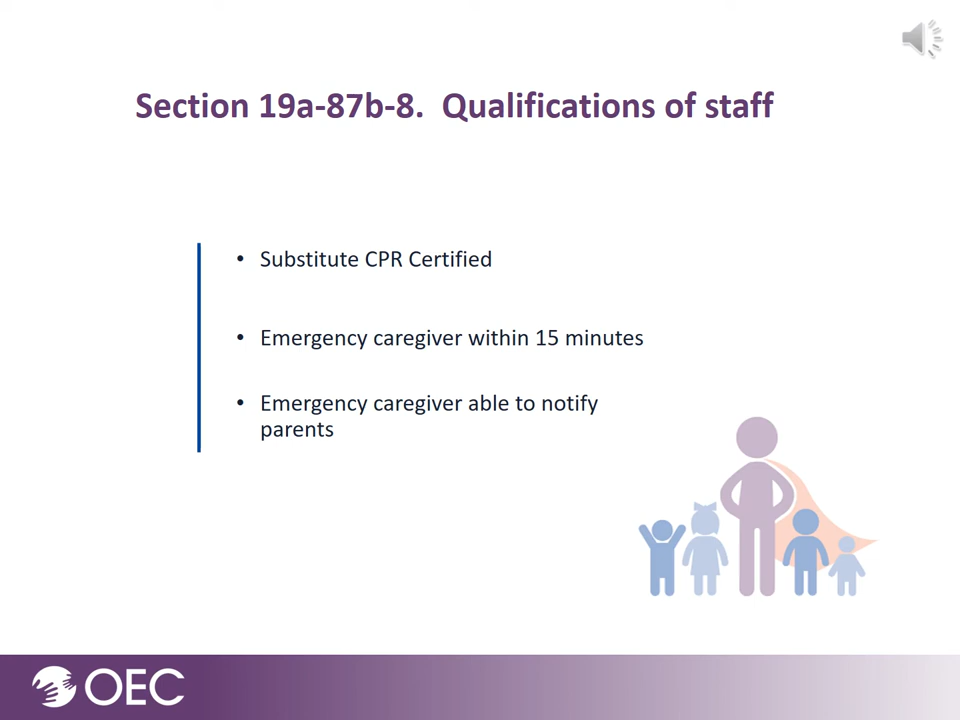 Section 19a-87b-8.  Qualifications of staff
• Substitute CPR Certified
• Emergency caregiver within 15 minutes
• Emergency caregiver able to notify
parents
OEC